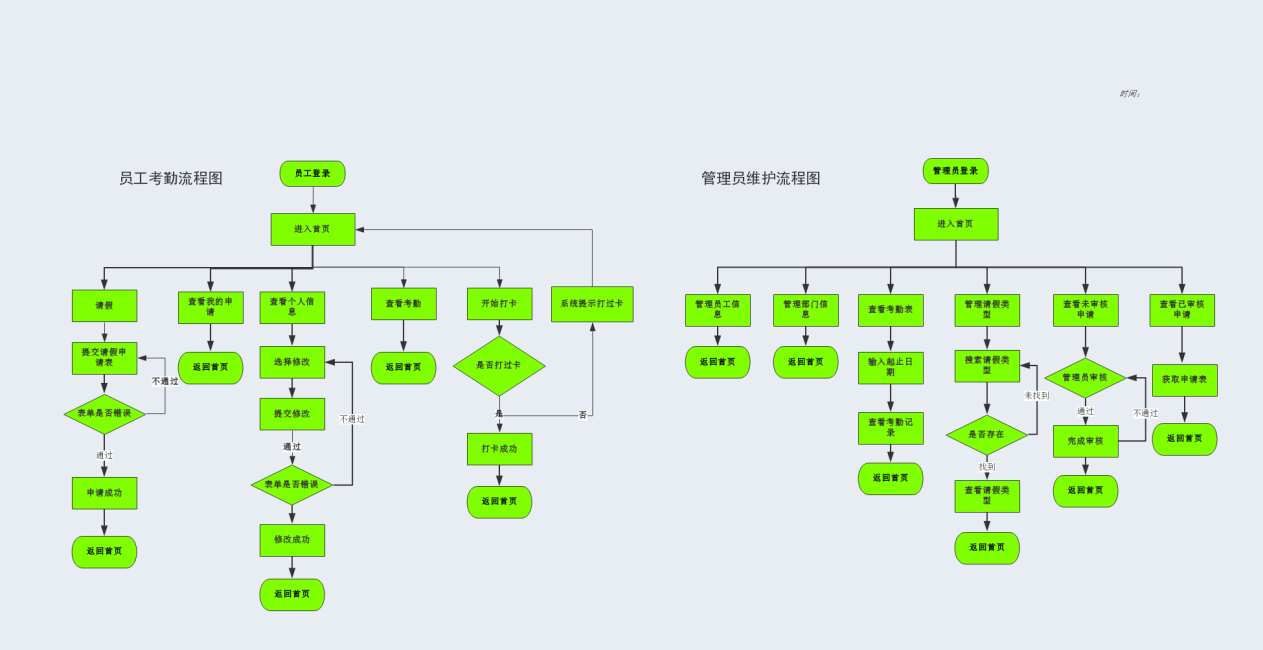 时间：
员工考勤流程图
员工登录
进入首页
请假
查看我的申
请
查看个人信
息
查看考勤
开始打卡
系统提示打过卡
提交请假申
请表
不通过
返回首页
选择修改
返回首页
是否打过卡
表单是否错误
提交修改
不通过
是
否
通过
通过
打卡成功
申请成功
表单是否错误
返回首页
返回首页
修改成功
返回首页
管理员维护流程图
管理员登录
进入首页
管理员工信
息
管理部门信
息
查看考勤表
管理请假类
型
查看未审核
申请
查看已审核
申请
返回首页
返回首页
输入起止日
期
搜索请假类
型
管理员审核
获取申请表
未找到
通过
不通过
查看考勤记
录
是否存在
完成审核
返回首页
找到
返回首页
查看请假类
型
返回首页
返回首页